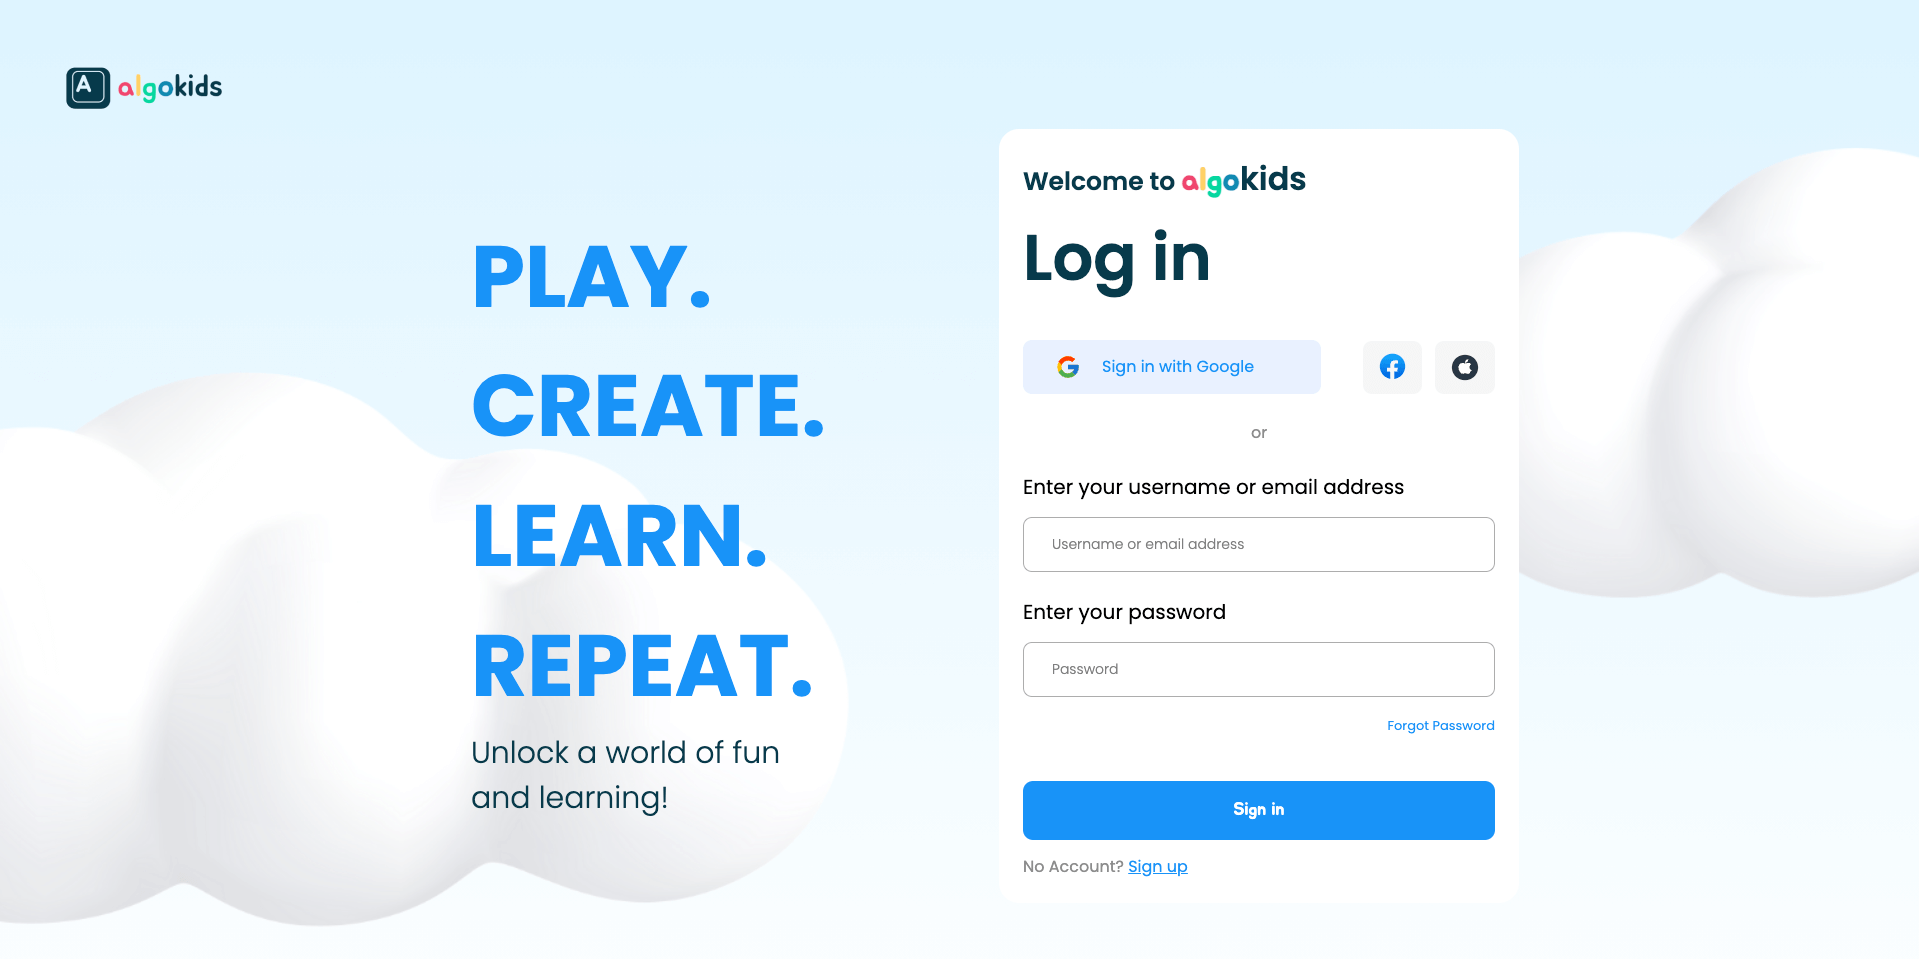 A algokids
PLAY.
CREATE.
LEARN.
REPEAT.
Unlock a world of fun
and learning!
Welcome to algokids
Log in
Sign in with Google
or
Enter your username or email address
Username or email address
Enter your password
Password
Forgot Password
Sign in
No Account? Sign up